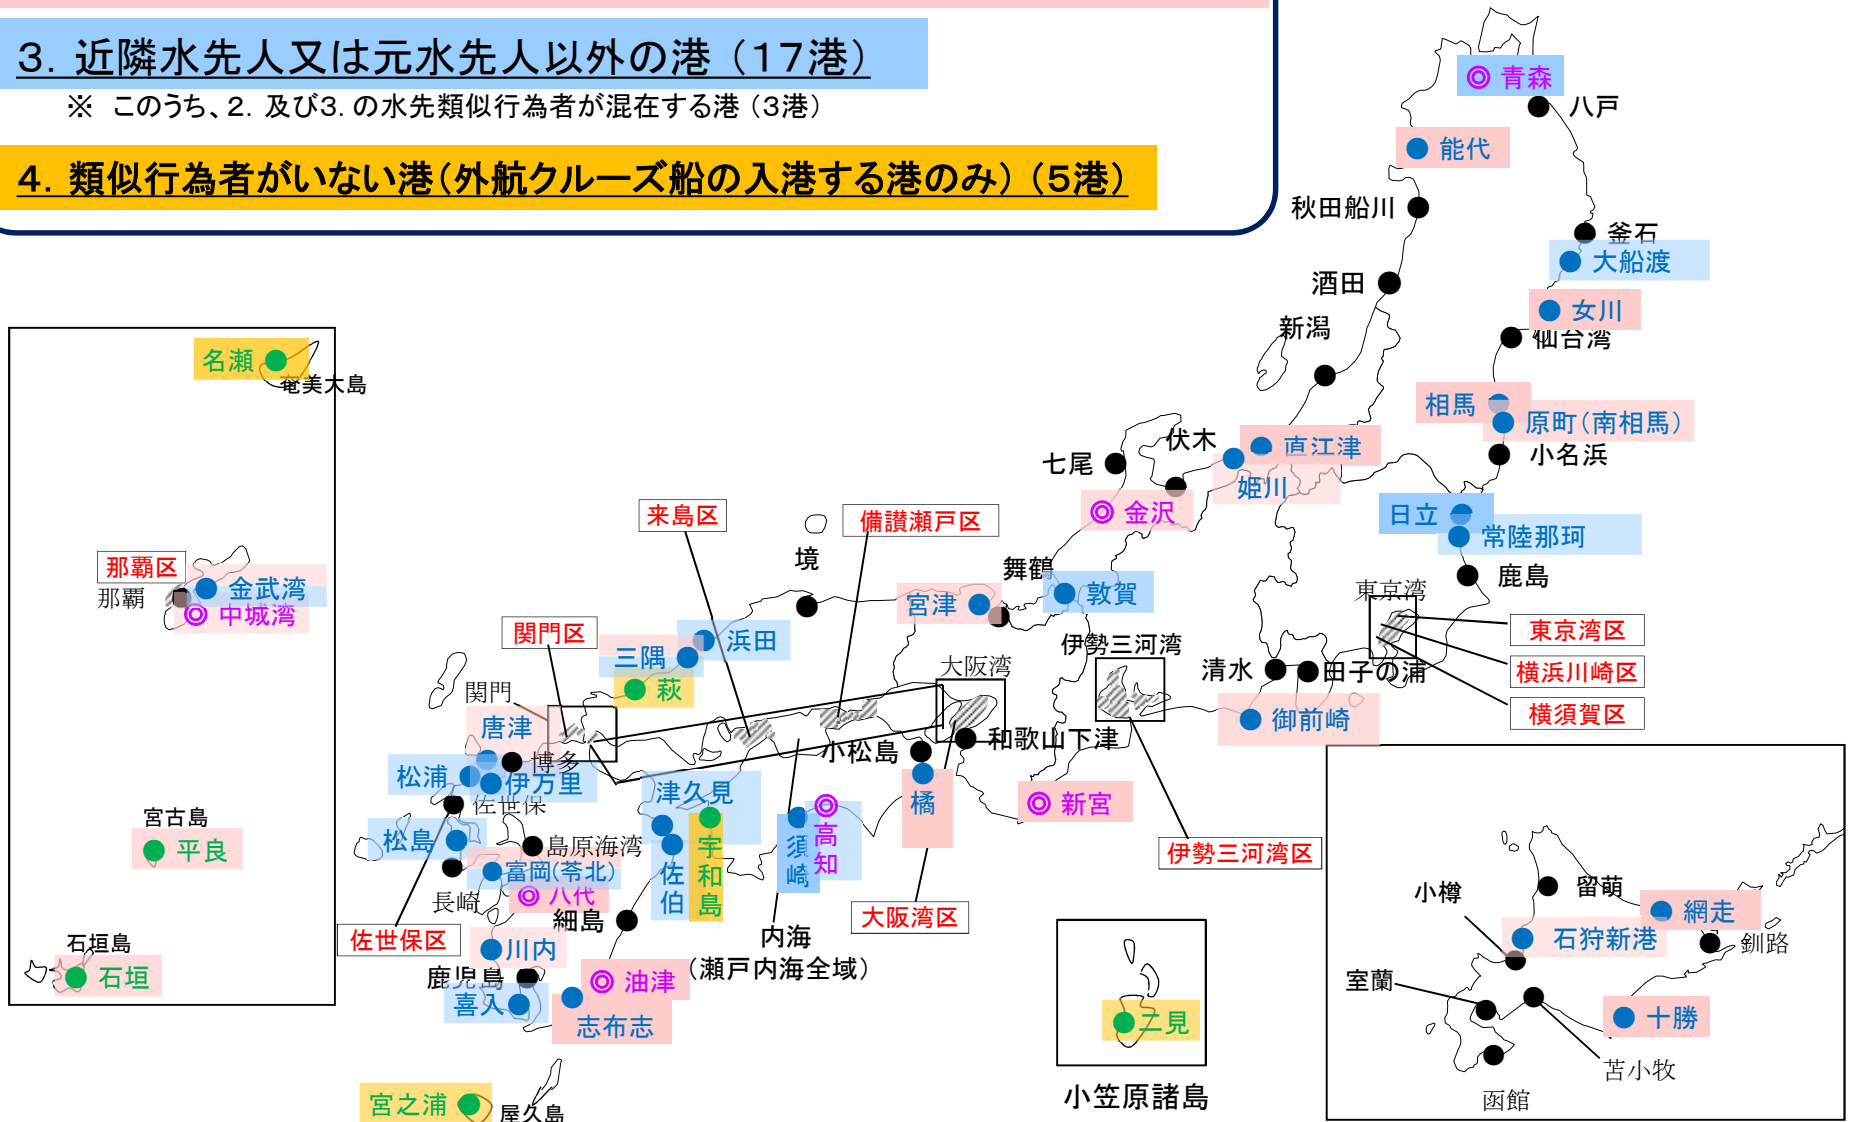 3．近隣水先人又は元水先人以外の港（17港）
※　このうち、2．及び3．の水先類似行為者が混在する港（3港）
4．類似行為者がいない港（外航クルーズ船の入港する港のみ）（5港）
青森
八戸
能代
秋田船川
釜石
大船渡
酒田
女川
新潟
仙台湾
名瀬
奄美大島
相馬
原町（南相馬）
伏木
直江津
小名浜
七尾
姫川
来島区
備讃瀬戸区
金沢
日立
常陸那珂
境
舞鶴
那覇区
金武湾
敦賀
鹿島
那覇
宮津
東京湾
中城湾
関門区
浜田
東京湾区
三隅
伊勢三河湾
大阪湾
清水
田子の浦
横浜川崎区
萩
関門
横須賀区
唐津
御前崎
和歌山下津
小松島
博多
松浦
伊万里
津久見
橘
新宮
佐世保
宮古島
高知
須崎
松島
島原海湾
宇和島
平良
伊勢三河湾区
富岡(苓北)
佐伯
留萌
小樽
八代
長崎
網走
細島
大阪湾区
佐世保区
内海
石狩新港
釧路
石垣島
川内
（瀬戸内海全域）
石垣
鹿児島
油津
室蘭
喜入
志布志
二見
十勝
苫小牧
小笠原諸島
函館
宮之浦
屋久島